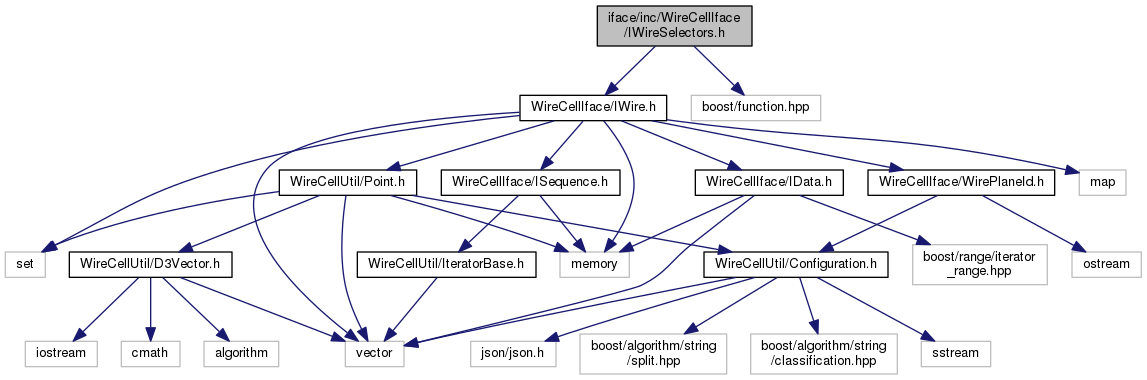 iface/inc/WireCellIface
/IWireSelectors.h
WireCellIface/IWire.h
boost/function.hpp
WireCellUtil/Point.h
WireCellIface/ISequence.h
WireCellIface/IData.h
WireCellIface/WirePlaneId.h
map
set
WireCellUtil/D3Vector.h
WireCellUtil/IteratorBase.h
memory
WireCellUtil/Configuration.h
boost/range/iterator
_range.hpp
ostream
iostream
cmath
algorithm
vector
json/json.h
boost/algorithm/string
/split.hpp
boost/algorithm/string
/classification.hpp
sstream